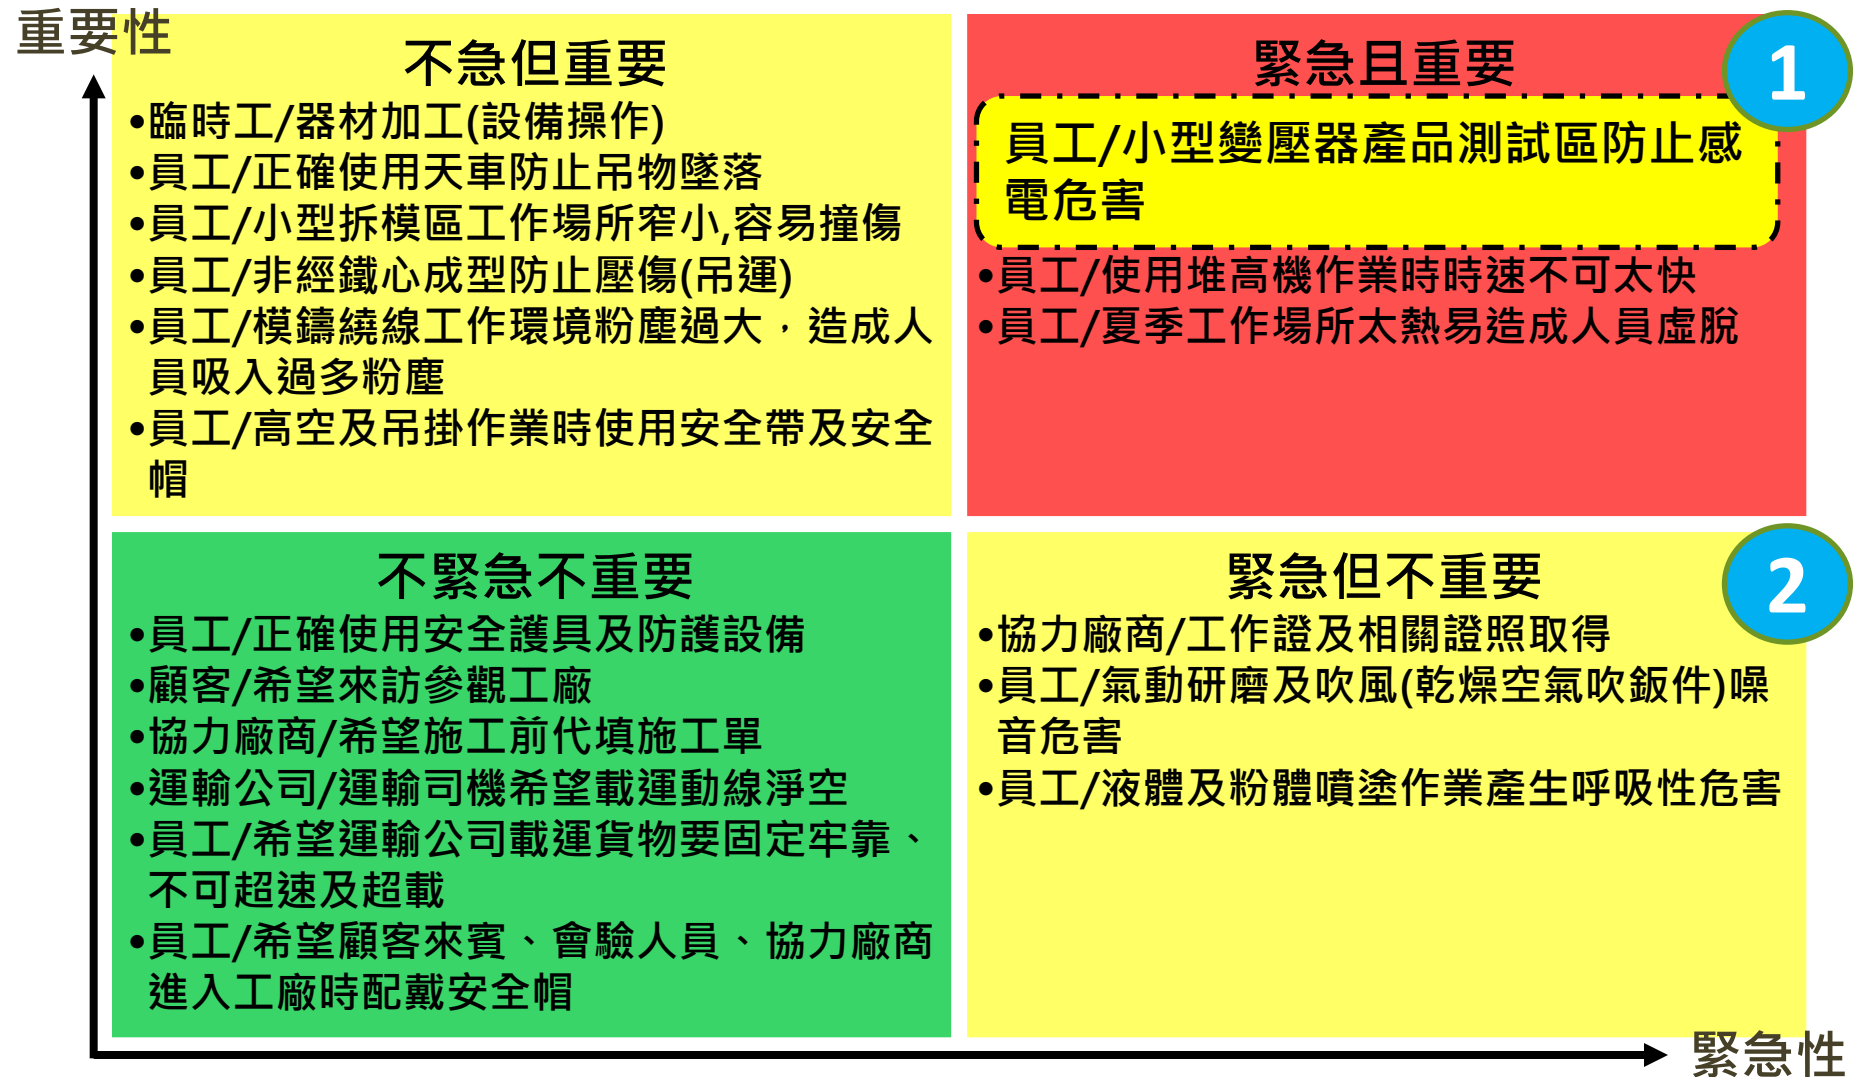 重要性
不急但重要
•臨時工/器材加工(設備操作)
•員工/正確使用天車防止吊物墜落
•員工/小型拆模區工作場所窄小,容易撞傷
•員工/非經鐵心成型防止壓傷(吊運)
•員工/模鑄繞線工作環境粉塵過大，造成人
員吸入過多粉塵
•員工/高空及吊掛作業時使用安全帶及安全
帽
緊急且重要
1
員工/小型變壓器產品測試區防止感
電危害
•員工/使用堆高機作業時時速不可太快
•員工/夏季工作場所太熱易造成人員虛脫
不緊急不重要
•員工/正確使用安全護具及防護設備
•顧客/希望來訪參觀工廠
•協力廠商/希望施工前代填施工單
•運輸公司/運輸司機希望載運動線淨空
•員工/希望運輸公司載運貨物要固定牢靠、
不可超速及超載
•員工/希望顧客來賓、會驗人員、協力廠商
進入工廠時配戴安全帽
緊急但不重要
2
•協力廠商/工作證及相關證照取得
•員工/氣動研磨及吹風(乾燥空氣吹鈑件)噪
音危害
•員工/液體及粉體噴塗作業產生呼吸性危害
緊急性